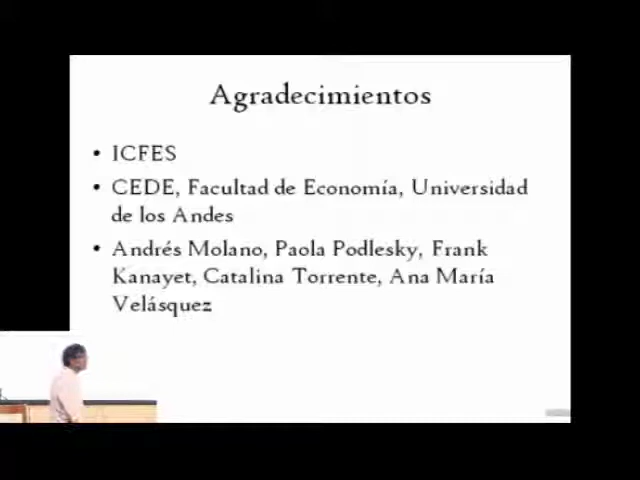 Agradecimientos
• ICFES
• CEDE, Facultad de Economía, Universidad
de los Andes
• Andrés Molano, Paola Podlesky, Frank
Kanayet, Catalina Torrente, Ana María
Velásquez